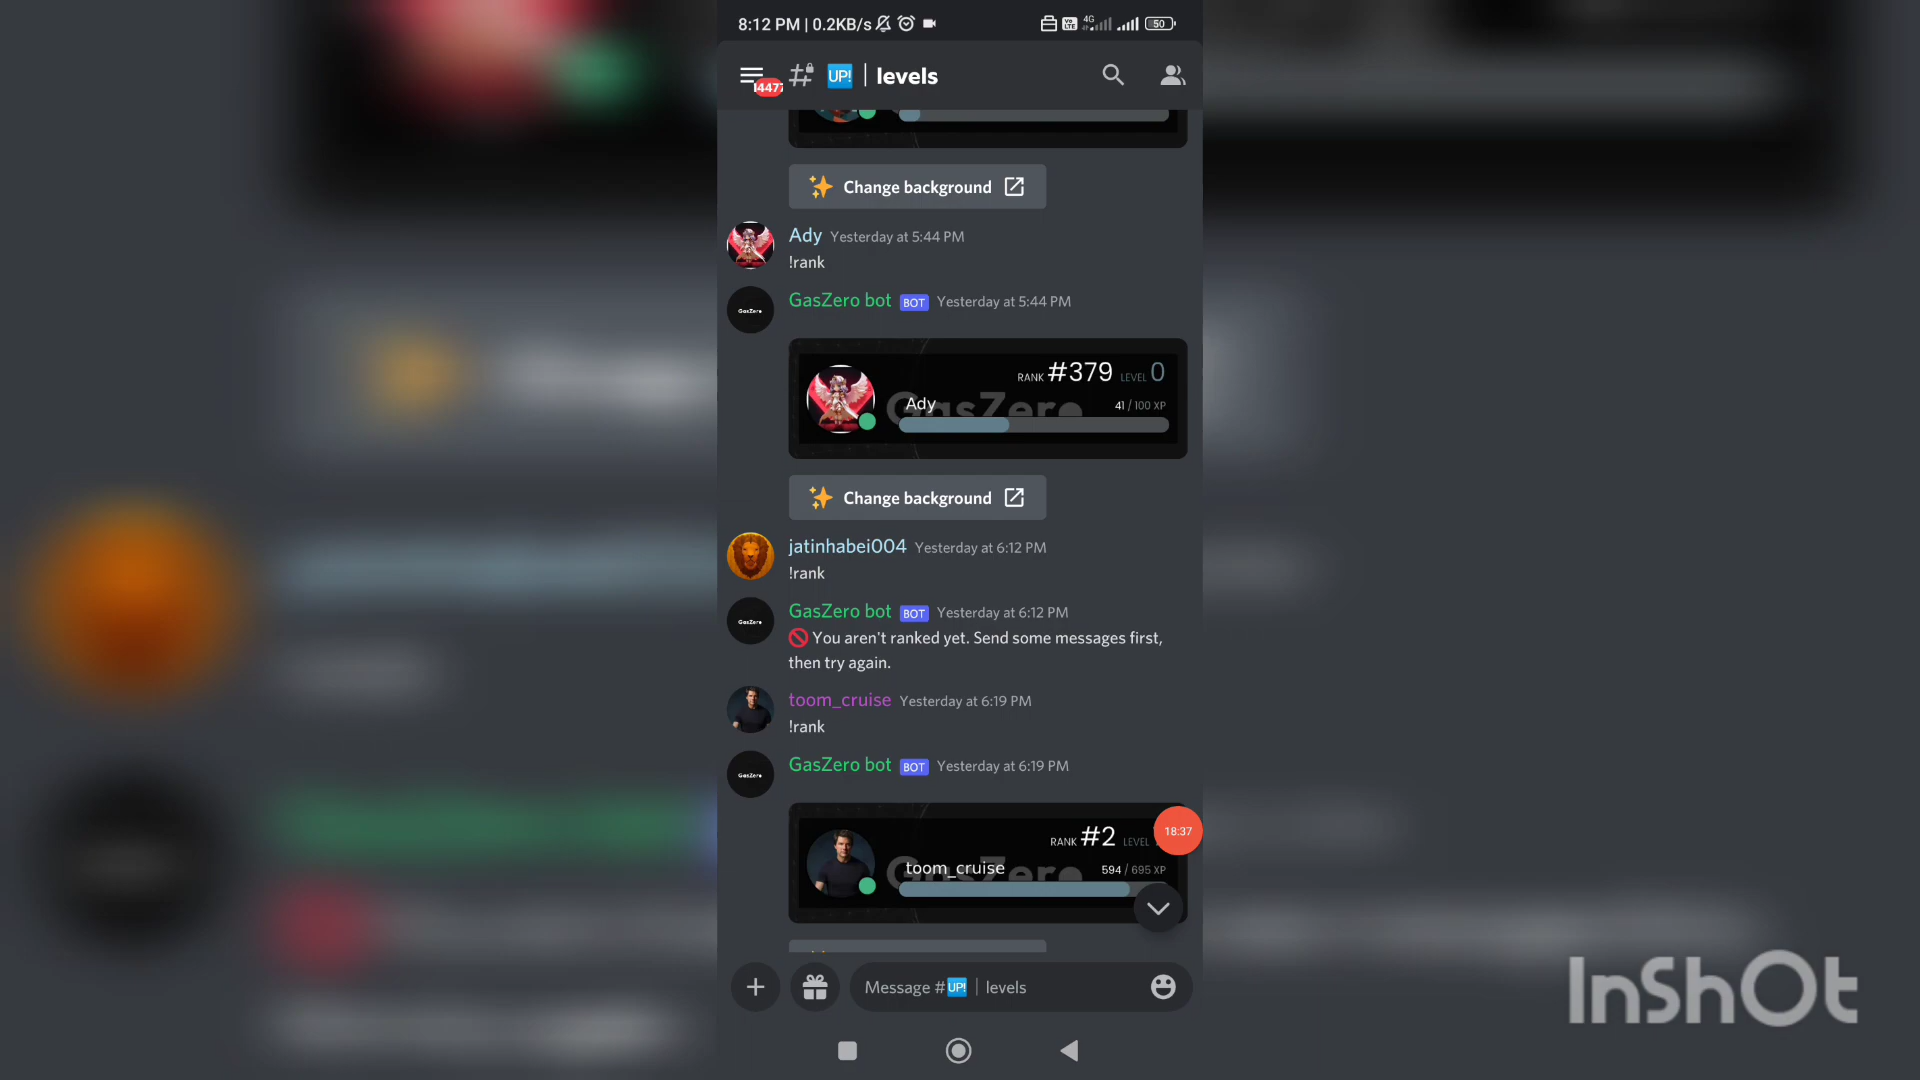 8:12 PM | 0.2KB/s 4G 50
UP! | levels
Change background
Ady Yesterday at 5:44 PM
!rank
GasZero bot BOT Yesterday at 5:44 PM
RANK #379 LEVEL 0
GasZero
Ady 41 / 100 XP
Change background
jatinhabei004 Yesterday at 6:12 PM
!rank
GasZero bot BOT Yesterday at 6:12 PM
You aren't ranked yet. Send some messages first,
then try again.
toom_cruise Yesterday at 6:19 PM
!rank
GasZero bot BOT Yesterday at 6:19 PM
RANK #2 LEVEL
18:37
toom_cruise 594 / 695 XP
Message #UP! | levels
InShOt